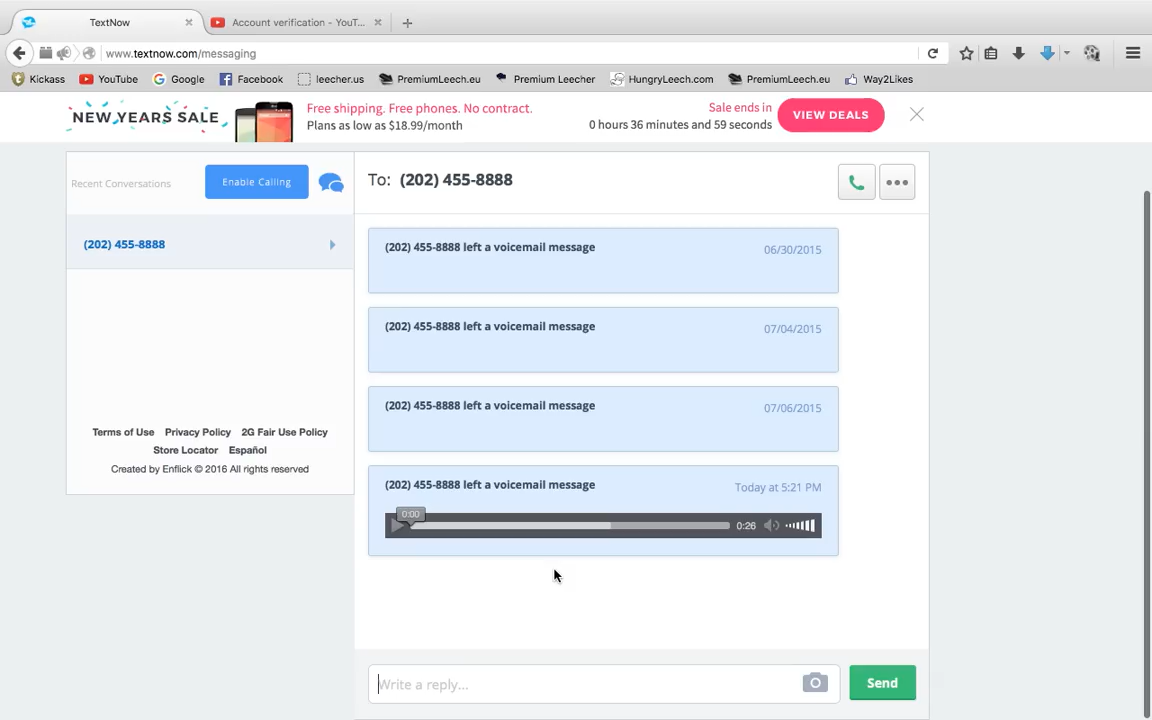 TextNow
Account verification - YouT...
www.textnow.com/messaging
Kickass
YouTube
Google
Facebook
leecher.us
PremiumLeech.eu
Premium Leecher
HungryLeech.com
PremiumLeech.eu
Way2Likes
NEW YEARS SALE
Free shipping. Free phones. No contract.
Plans as low as $18.99/month
Sale ends in
0 hours 36 minutes and 59 seconds
VIEW DEALS
Recent Conversations
Enable Calling
(202) 455-8888
Terms of Use Privacy Policy 2G Fair Use Policy
Store Locator Español
Created by Enflick © 2016 All rights reserved
To: (202) 455-8888
(202) 455-8888 left a voicemail message 06/30/2015
(202) 455-8888 left a voicemail message 07/04/2015
(202) 455-8888 left a voicemail message 07/06/2015
(202) 455-8888 left a voicemail message Today at 5:21 PM
0:00
0:26
Write a reply...
Send